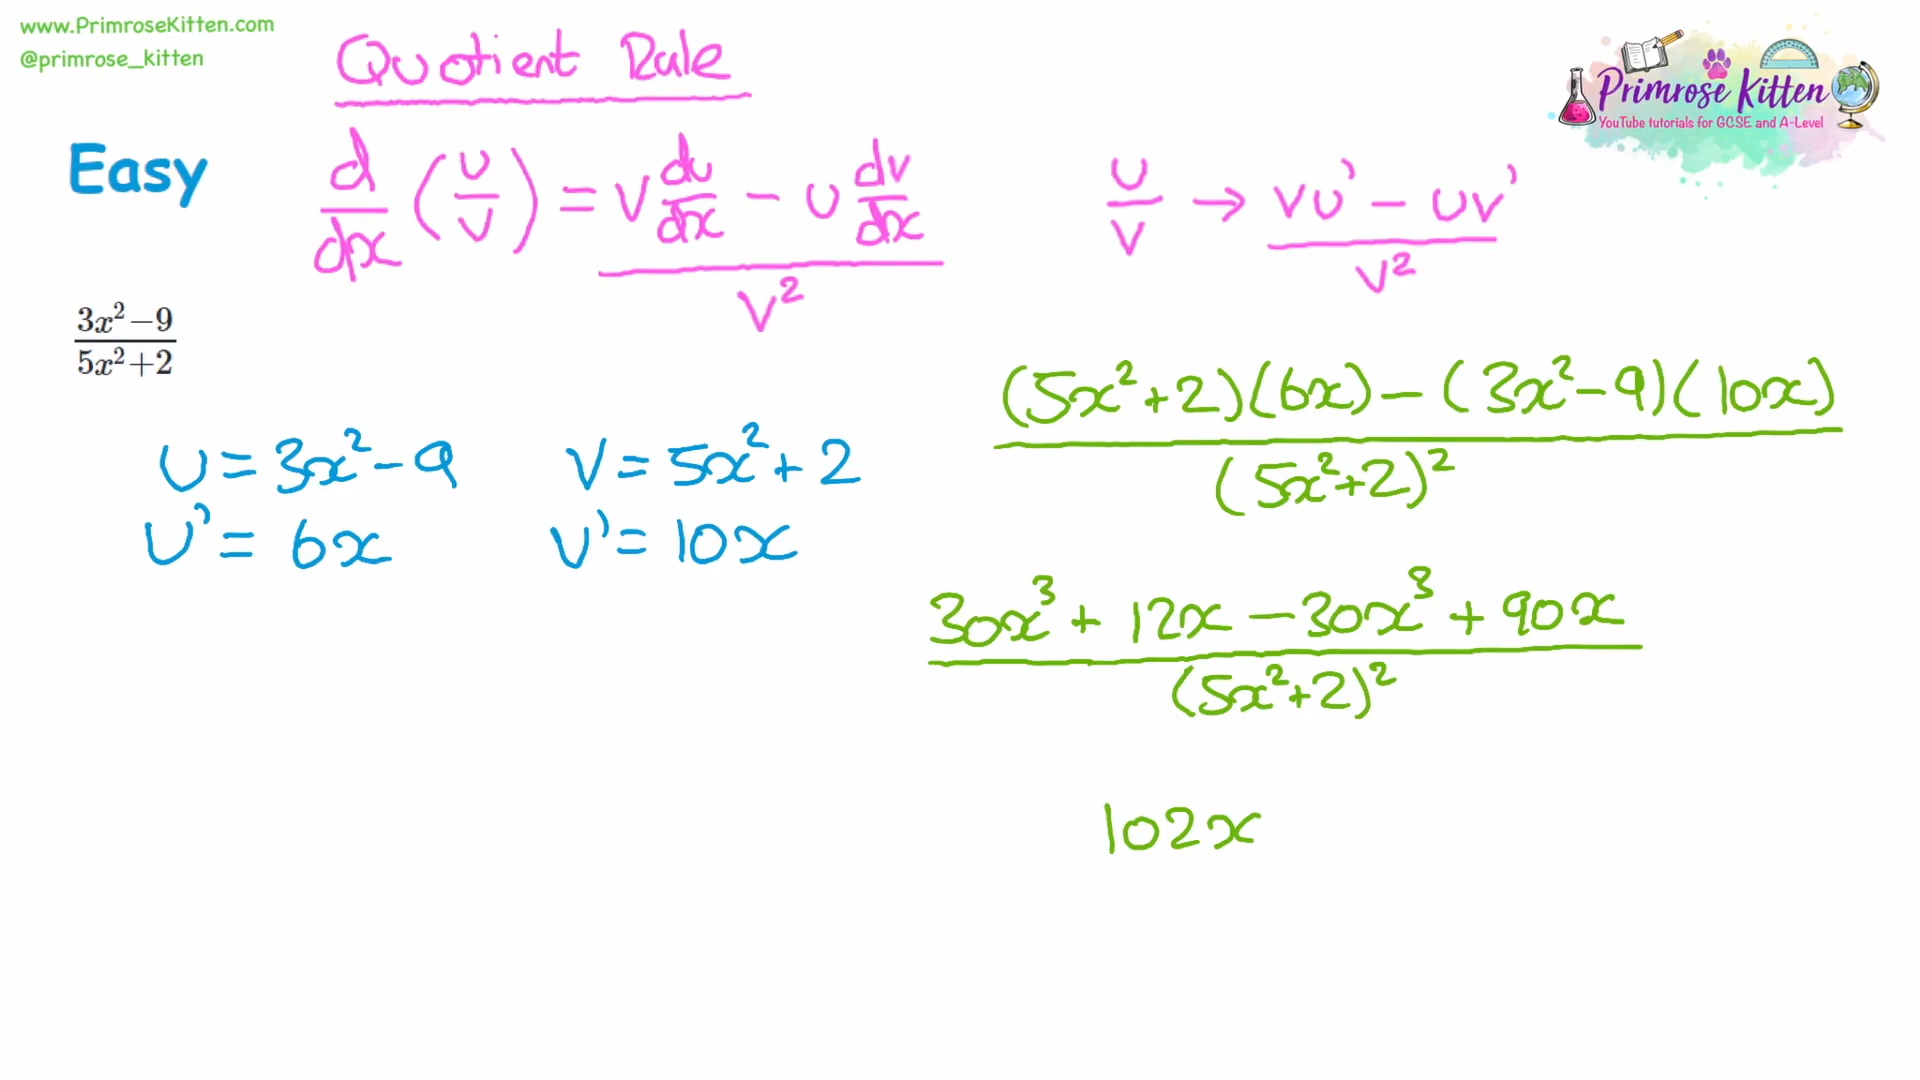 www.PrimroseKitten.com
@primrose_kitten
Quotient Rule
Primrose Kitten
YouTube tutorials for GCSE and A-Level
Easy
d/dx (u/v) = (v du/dx - u dv/dx)/v²
u/v → (vu' - uv')/v²
(3x²-9)/(5x²+2)
u = 3x² - 9
v = 5x² + 2
u' = 6x
v' = 10x
((5x²+2)(6x) - (3x²-9)(10x))/(5x²+2)²
(30x³ + 12x - 30x³ + 90x)/(5x²+2)²
102x